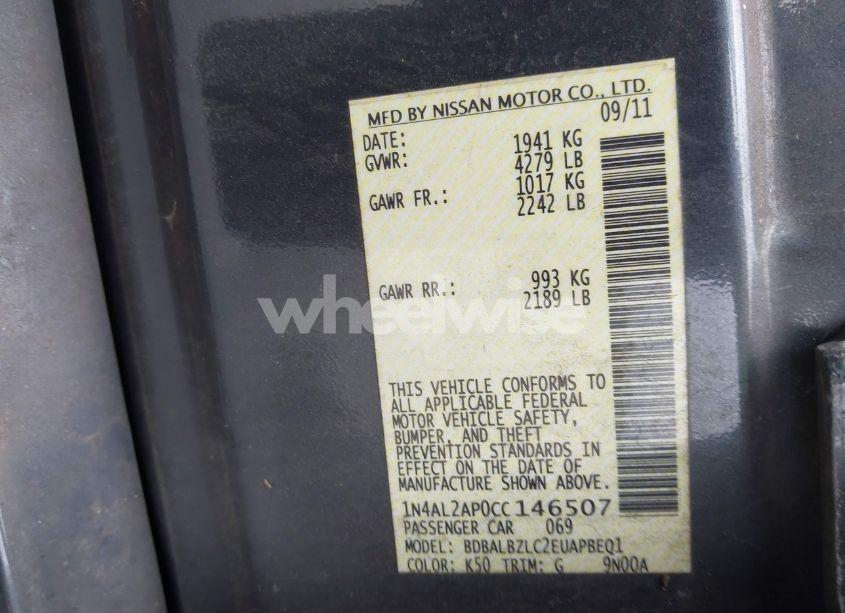 MFD BY NISSAN MOTOR CO., LTD.
DATE: 09/11
GVWR: 1941 KG
4279 LB
GAWR FR.: 1017 KG
2242 LB
GAWR RR.: 993 KG
2189 LB
wheelwise
THIS VEHICLE CONFORMS TO
ALL APPLICABLE FEDERAL
MOTOR VEHICLE SAFETY,
BUMPER, AND THEFT
PREVENTION STANDARDS IN
EFFECT ON THE DATE OF
MANUFACTURE SHOWN ABOVE.
1N4AL2AP0CC146507
PASSENGER CAR 069
MODEL: BDBALBZLC2EUAPBEQ1
COLOR: K50 TRIM: G 9N00A